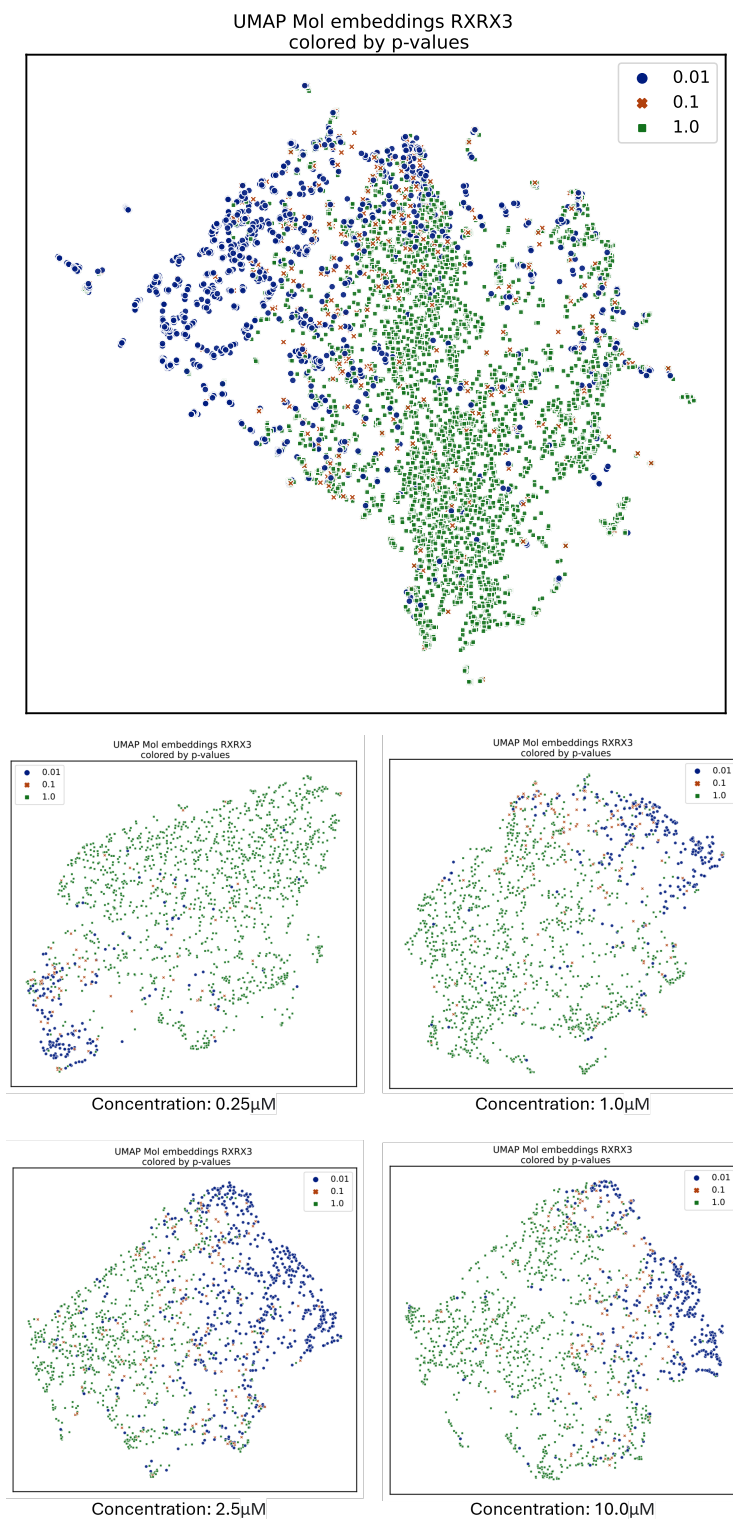 UMAP Mol embeddings RXRX3
colored by p-values
0.01
0.1
1.0
UMAP Mol embeddings RXRX3
colored by p-values
0.01
0.1
1.0
Concentration: 0.25μM
UMAP Mol embeddings RXRX3
colored by p-values
0.01
0.1
1.0
Concentration: 1.0μM
UMAP Mol embeddings RXRX3
colored by p-values
0.01
0.1
1.0
Concentration: 2.5μM
UMAP Mol embeddings RXRX3
colored by p-values
0.01
0.1
1.0
Concentration: 10.0μM